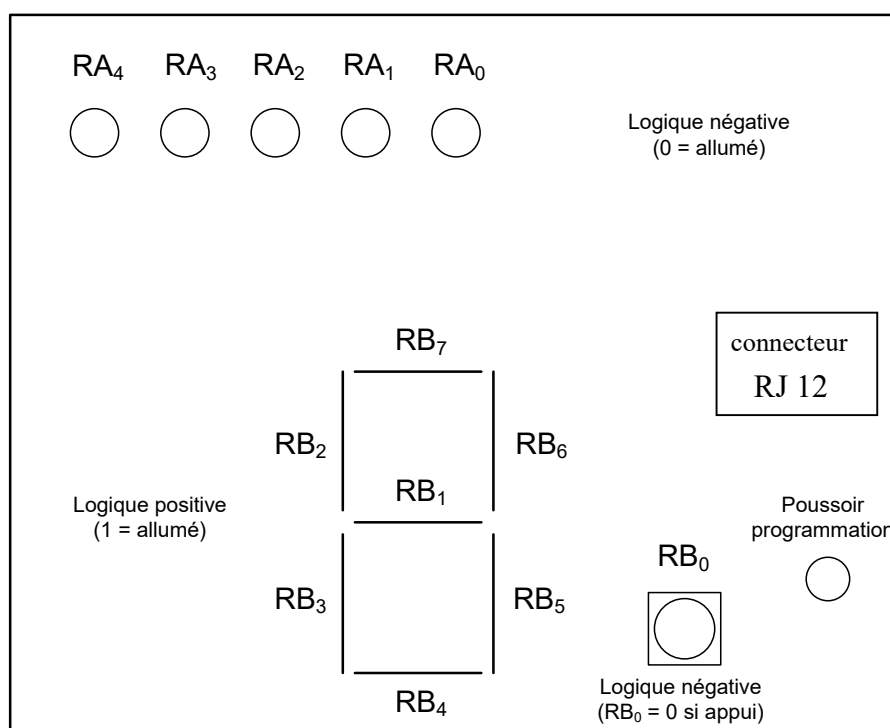 RA₄ RA₃ RA₂ RA₁ RA₀
Logique négative
(0 = allumé)
RB₇
connecteur
RJ 12
RB₂ RB₆
RB₁
Logique positive
(1 = allumé)
Poussoir
programmation
RB₀
RB₃ RB₅
RB₄
Logique négative
(RB₀ = 0 si appui)